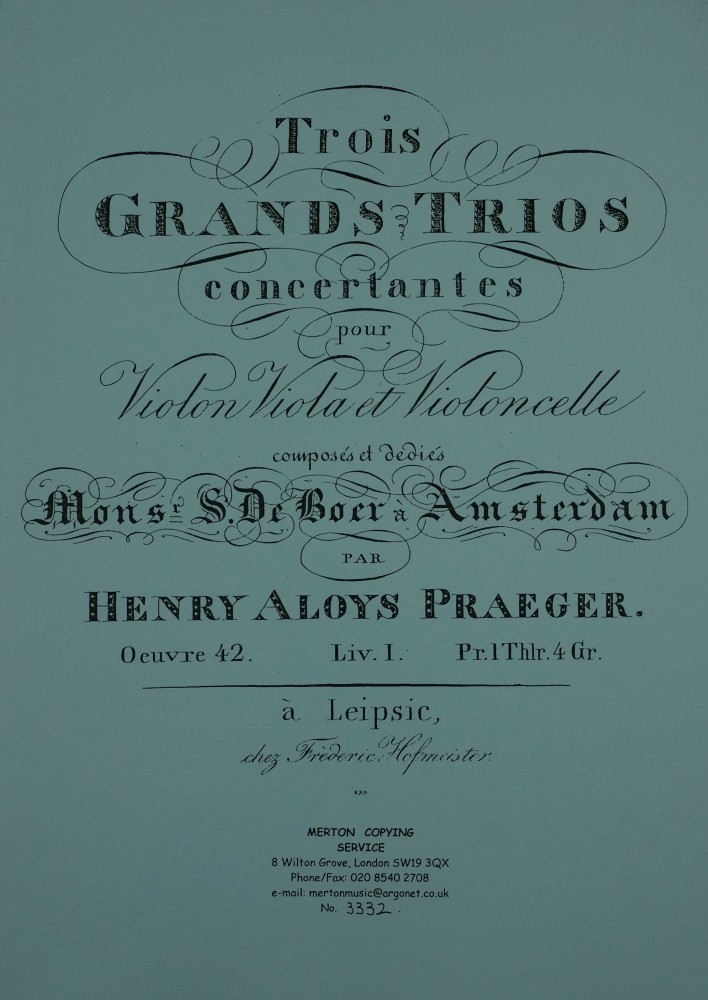 Trois
GRANDS TRIOS
concertantes
pour
Violon Viola et Violoncelle
composés et dediés
Monsr. S. De Boer à Amsterdam
PAR
HENRY ALOYS PRAEGER.
Oeuvre 42. Liv. I. Pr. 1 Thlr. 4 Gr.
à Leipsic,
chez Fréderic Hofmeister.
MERTON COPYING
SERVICE
8 Wilton Grove, London SW19 3QX
Phone/Fax: 020 8540 2708
e-mail: mertonmusic@argonet.co.uk
No. 3332.